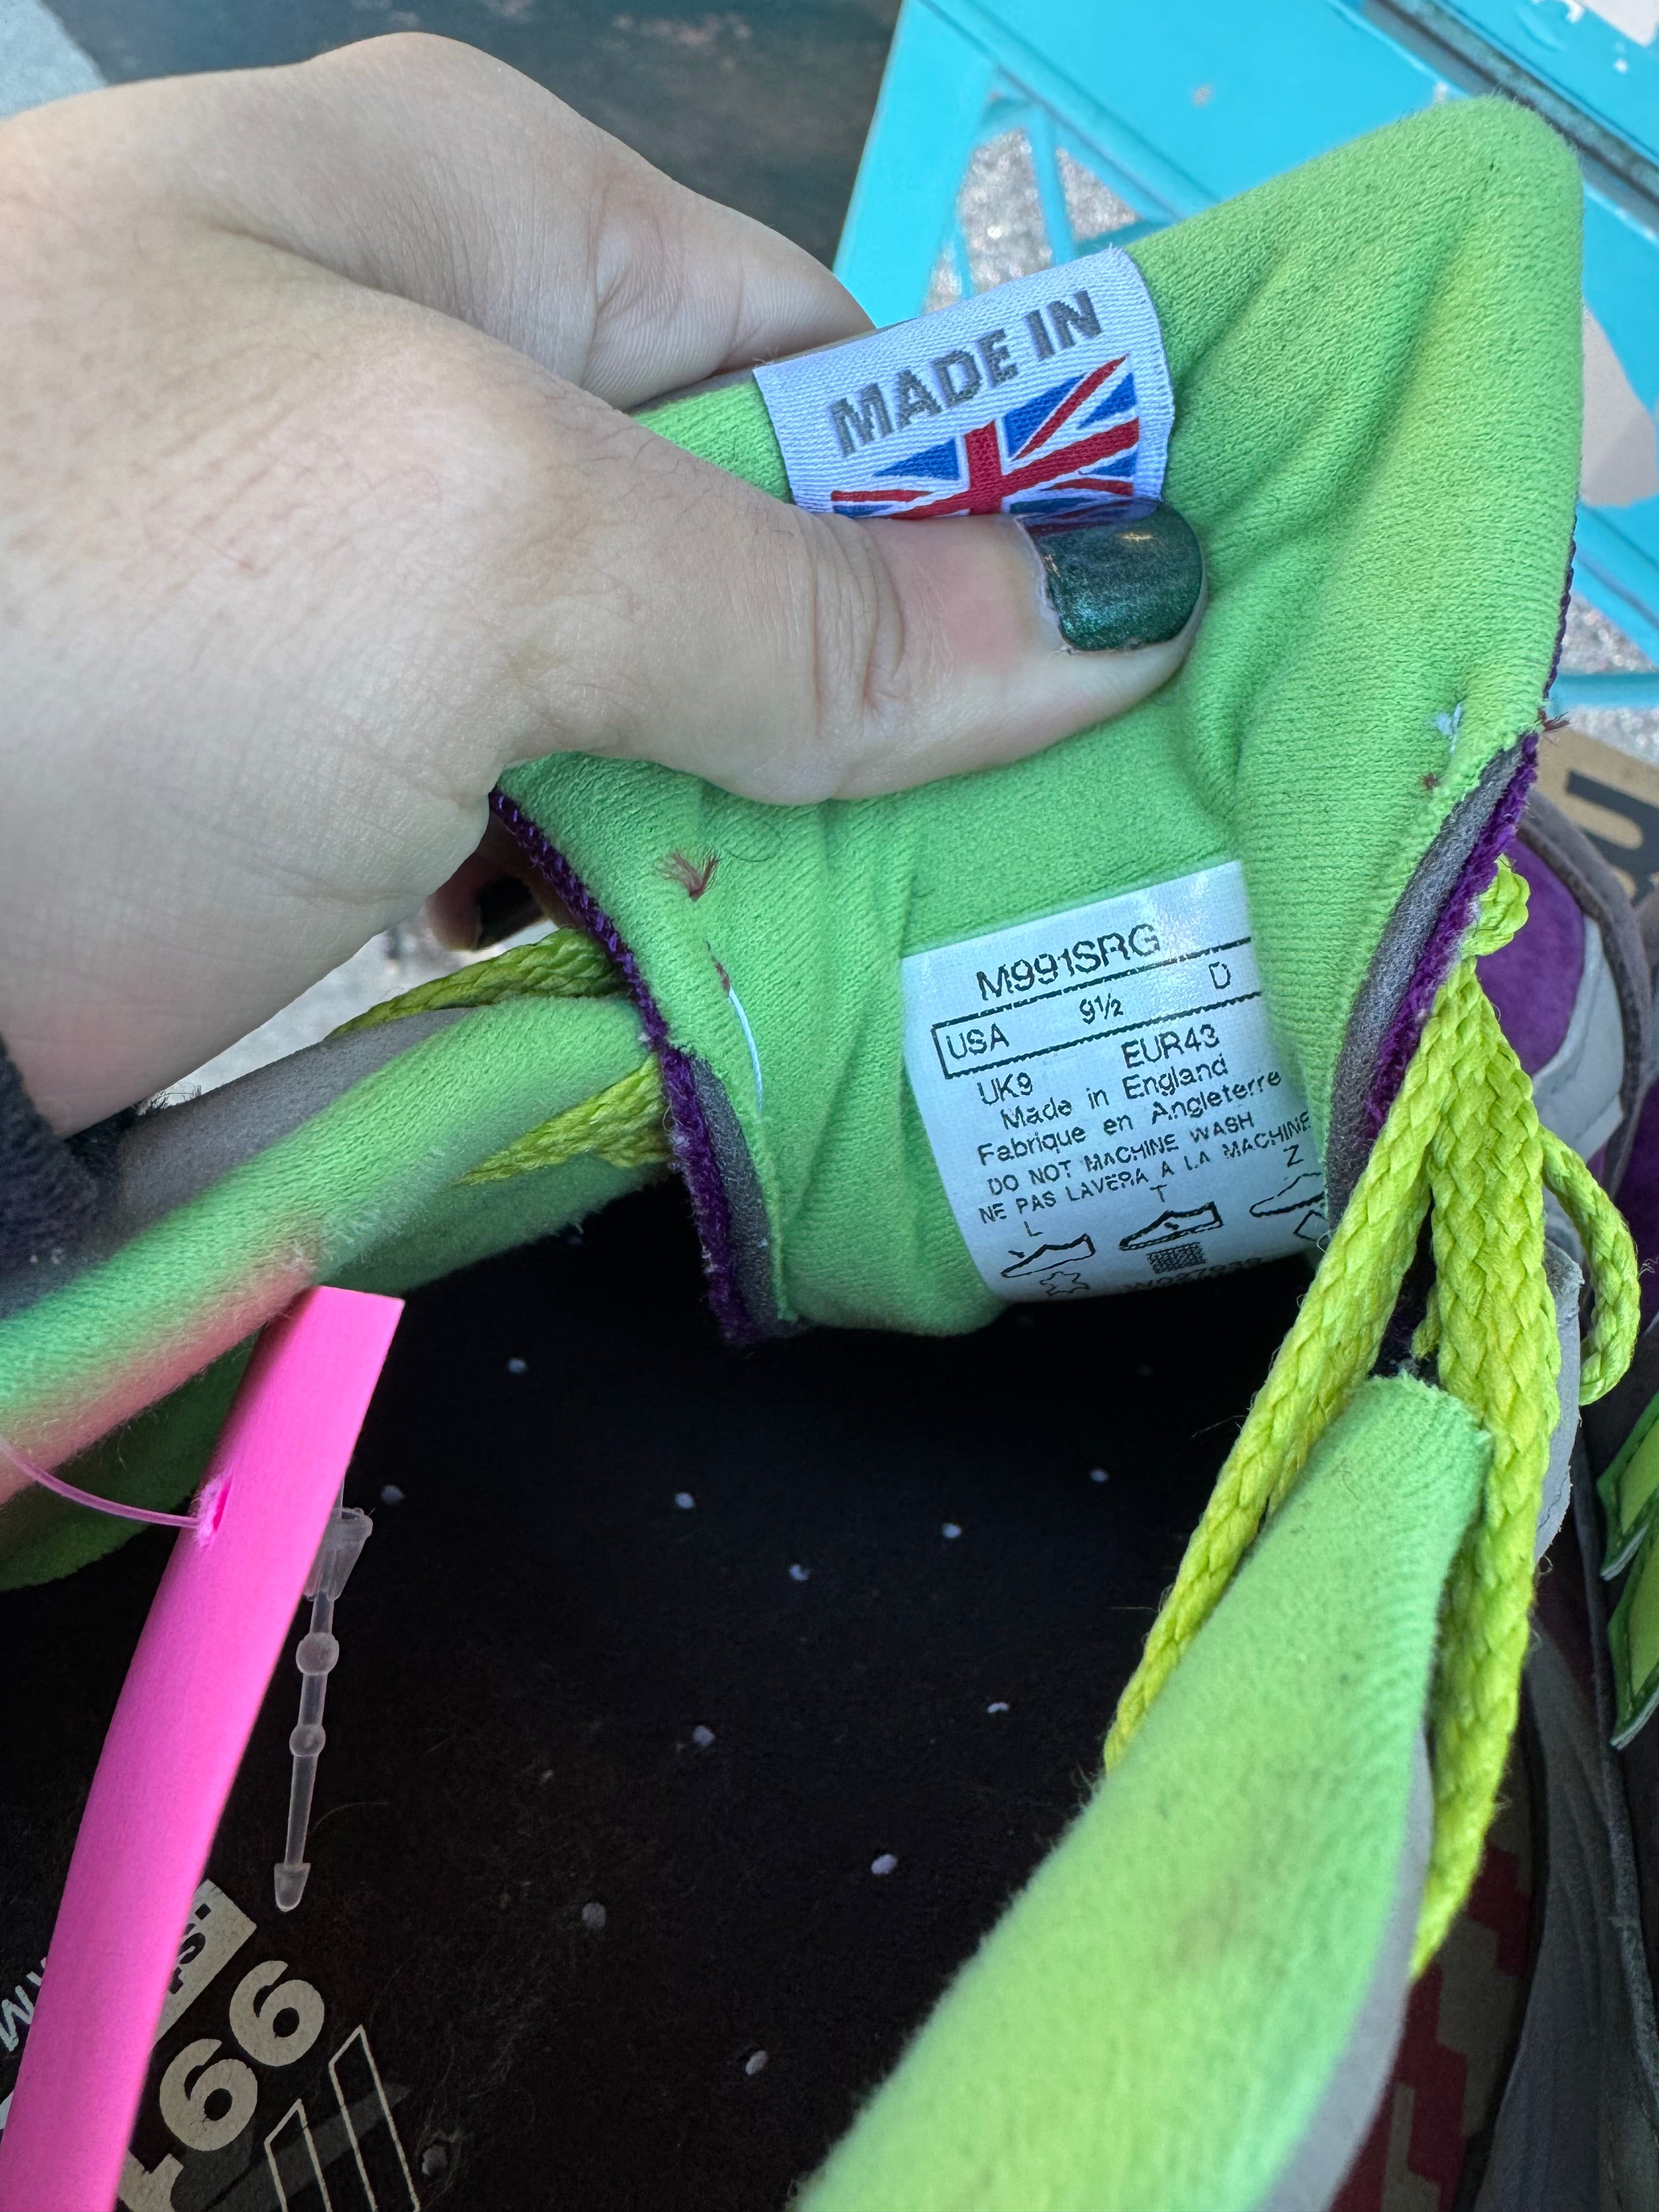 MADE IN
M991SRG
USA 9½ D
UK9 EUR43
Made in England
Fabrique en Angleterre
DO NOT MACHINE WASH
NE PAS LAVERA A LA MACHINE
L T Z
991